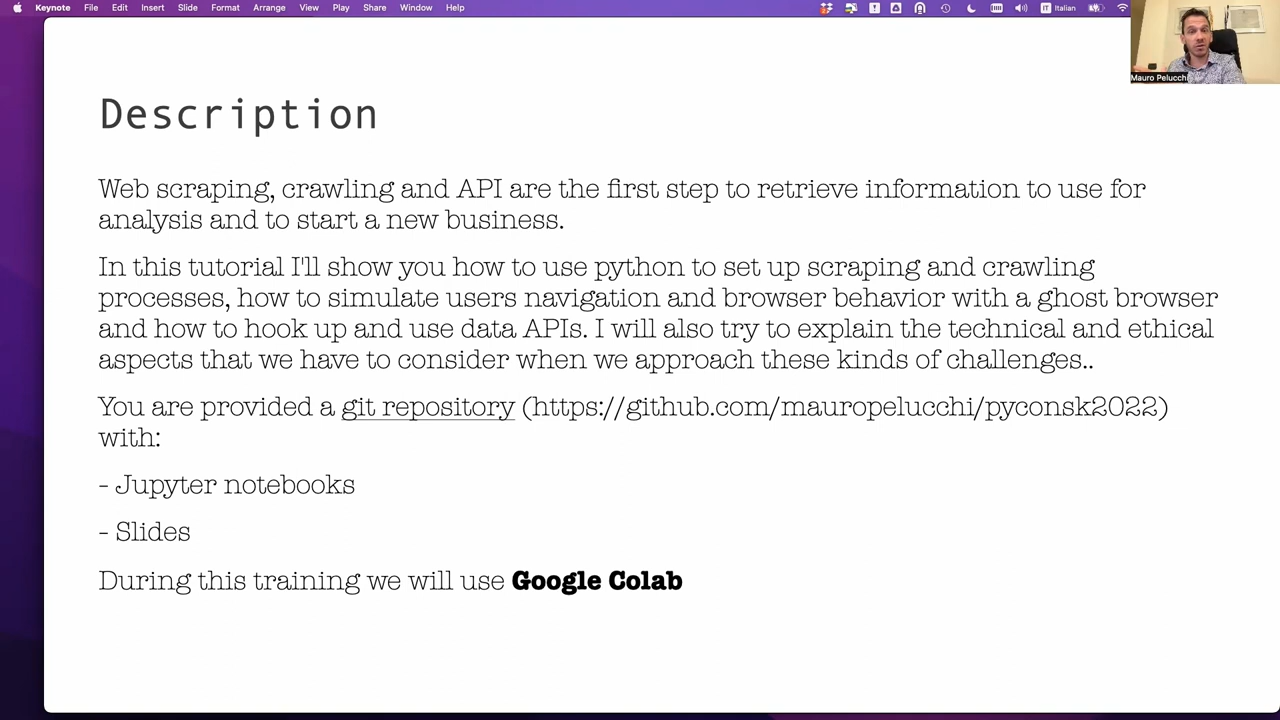 Keynote File Edit Insert Slide Format Arrange View Play Share Window Help Italian
Mauro Pelucchi
Description
Web scraping, crawling and API are the first step to retrieve information to use for
analysis and to start a new business.
In this tutorial I'll show you how to use python to set up scraping and crawling
processes, how to simulate users navigation and browser behavior with a ghost browser
and how to hook up and use data APIs. I will also try to explain the technical and ethical
aspects that we have to consider when we approach these kinds of challenges..
You are provided a git repository (https://github.com/mauropelucchi/pyconsk2022)
with:
- Jupyter notebooks
- Slides
During this training we will use Google Colab